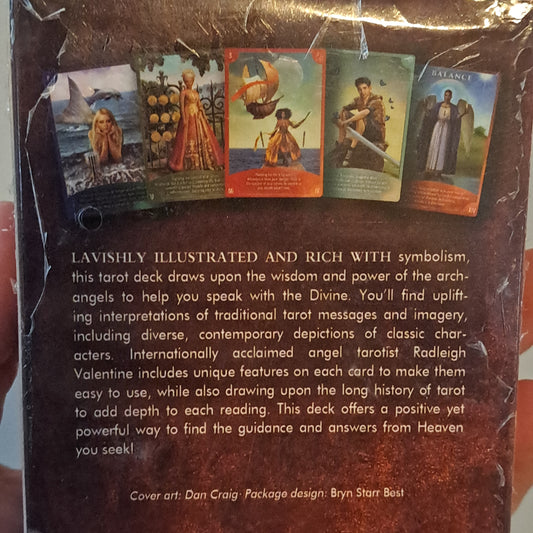 BALANCE
LAVISHLY ILLUSTRATED AND RICH WITH symbolism,
this tarot deck draws upon the wisdom and power of the arch-
angels to help you speak with the Divine. You'll find uplift-
ing interpretations of traditional tarot messages and imagery,
including diverse, contemporary depictions of classic char-
acters. Internationally acclaimed angel tarotist Radleigh
Valentine includes unique features on each card to make them
easy to use, while also drawing upon the long history of tarot
to add depth to each reading. This deck offers a positive yet
powerful way to find the guidance and answers from Heaven
you seek!
Cover art: Dan Craig · Package design: Bryn Starr Best